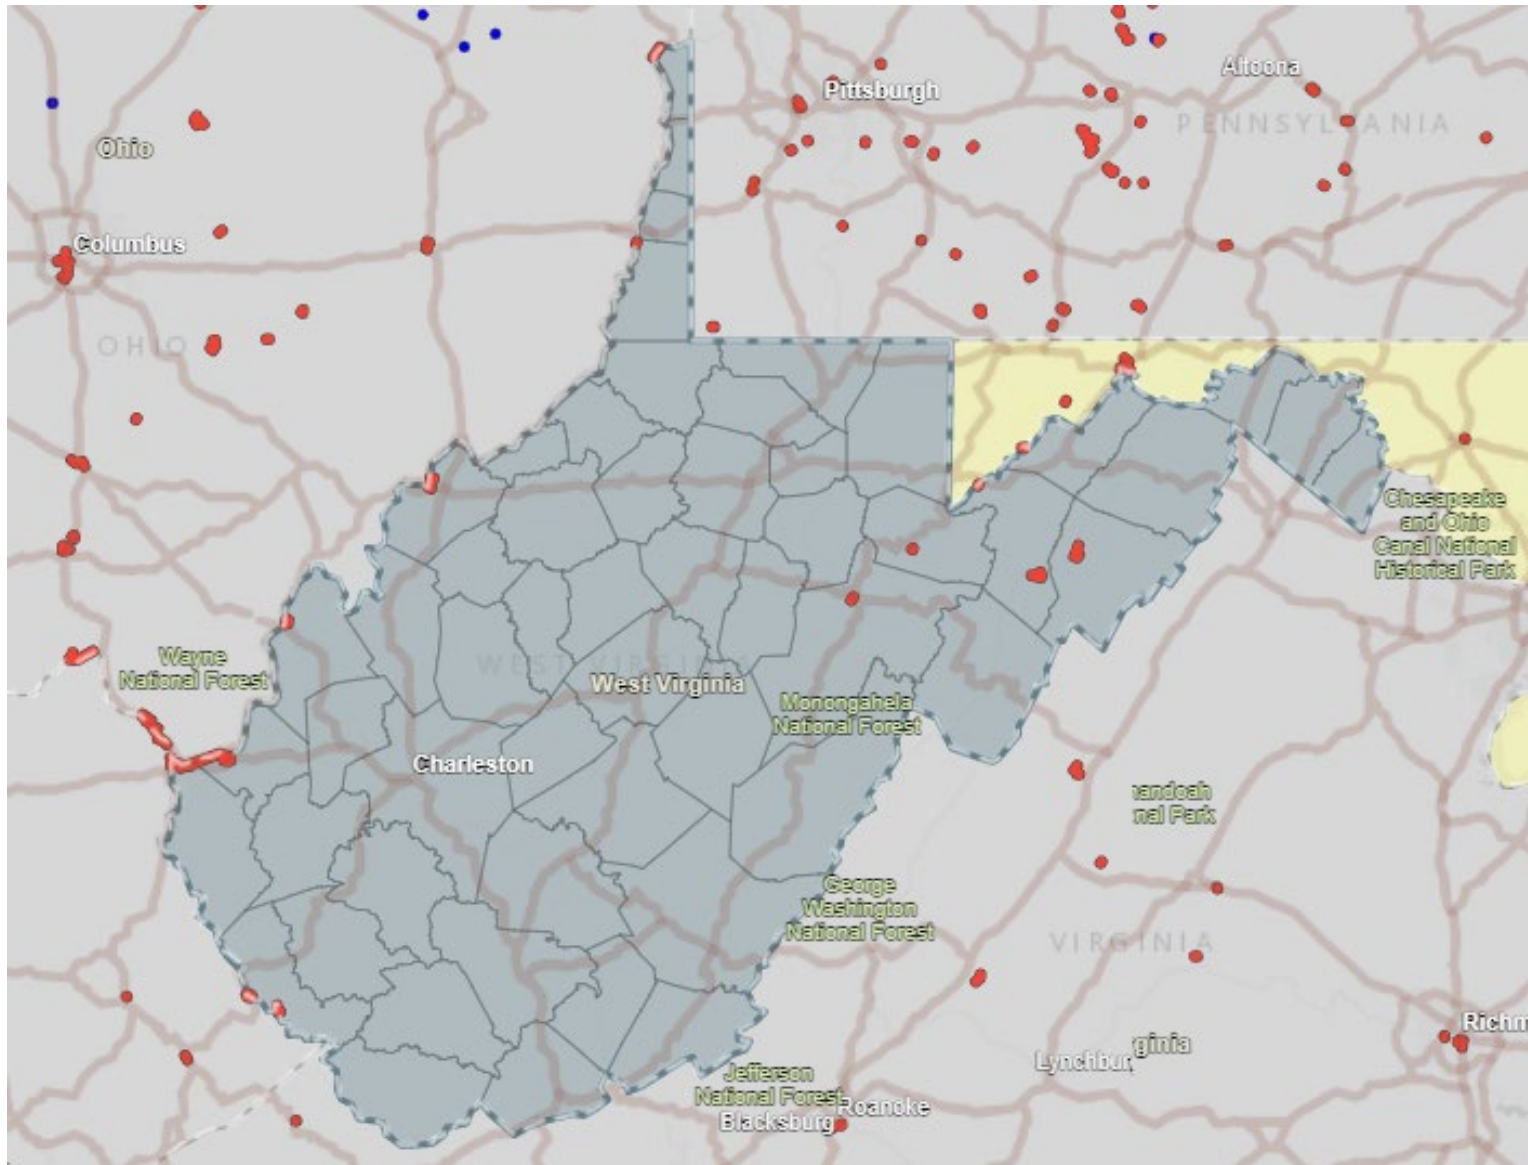 Altoona
Pittsburgh
PENNSYLVANIA
Ohio
Columbus
OHIO
Chesapeake
and Ohio
Canal National
Historical Park
Wayne
National Forest
WEST VIRGINIA
West Virginia
Monongahela
National Forest
Charleston
andoah
nal Park
George
Washington
National Forest
VIRGINIA
Richm
ginia
Lynchbur
Jefferson
National Forest
Roanoke
Blacksburg